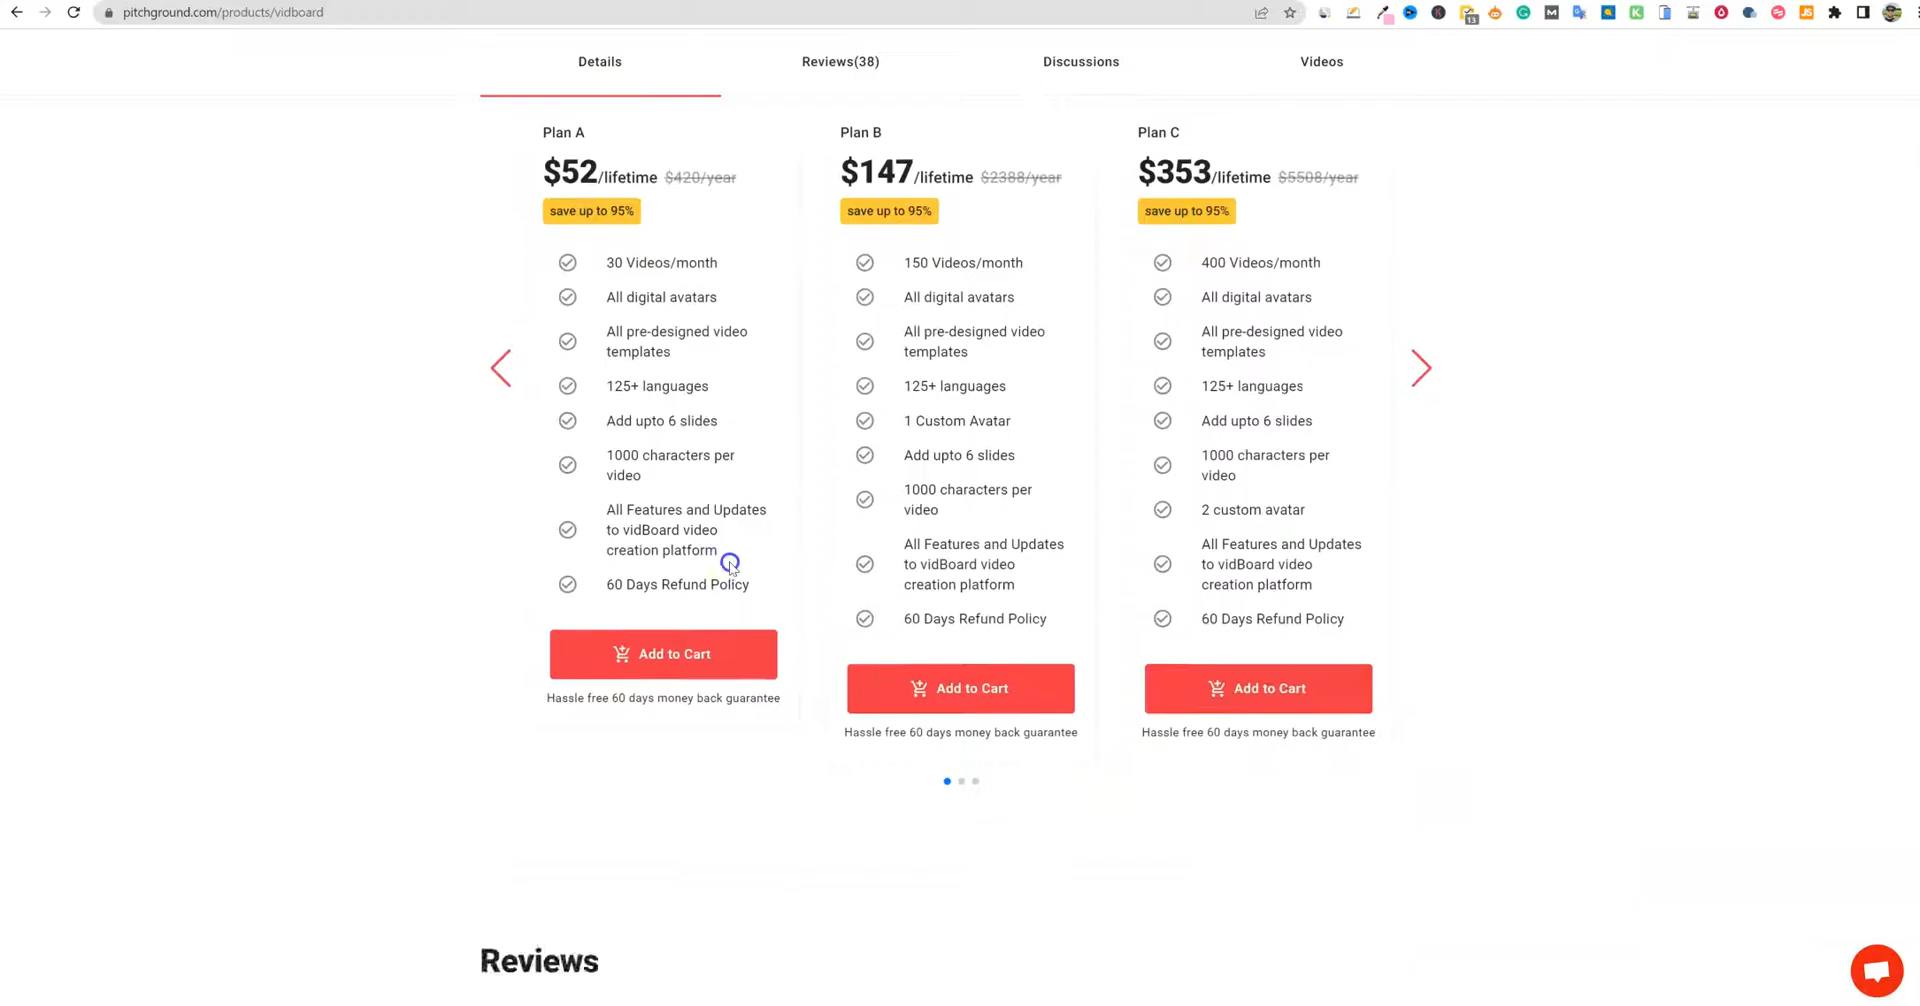 pitchground.com/products/vidboard
13
Details
Reviews(38)
Discussions
Videos
Plan A
$52/lifetime $420/year
save up to 95%
30 Videos/month
All digital avatars
All pre-designed video
templates
125+ languages
Add upto 6 slides
1000 characters per
video
All Features and Updates
to vidBoard video
creation platform
60 Days Refund Policy
Add to Cart
Hassle free 60 days money back guarantee
Plan B
$147/lifetime $2388/year
save up to 95%
150 Videos/month
All digital avatars
All pre-designed video
templates
125+ languages
1 Custom Avatar
Add upto 6 slides
1000 characters per
video
All Features and Updates
to vidBoard video
creation platform
60 Days Refund Policy
Add to Cart
Hassle free 60 days money back guarantee
Plan C
$353/lifetime $5508/year
save up to 95%
400 Videos/month
All digital avatars
All pre-designed video
templates
125+ languages
Add upto 6 slides
1000 characters per
video
2 custom avatar
All Features and Updates
to vidBoard video
creation platform
60 Days Refund Policy
Add to Cart
Hassle free 60 days money back guarantee
Reviews